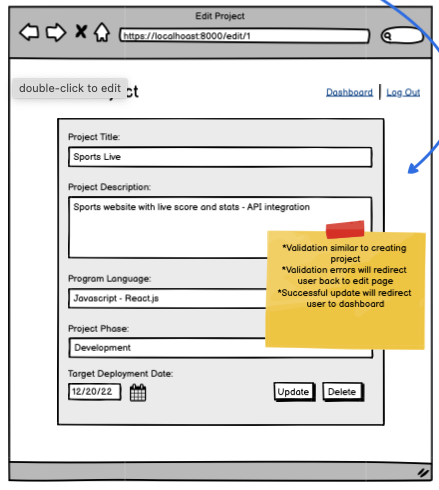 Edit Project
https://localhoast:8000/edit/1
double-click to edit
ct
Dashboard
Log Out
Project Title:
Sports Live
Project Description:
Sports website with live score and stats - API integration
*Validation similar to creating
project
*Validation errors will redirect
user back to edit page
*Successful update will redirect
user to dashboard
Program Language:
Javascript - React.js
Project Phase:
Development
Target Deployment Date:
12/20/22
Update
Delete